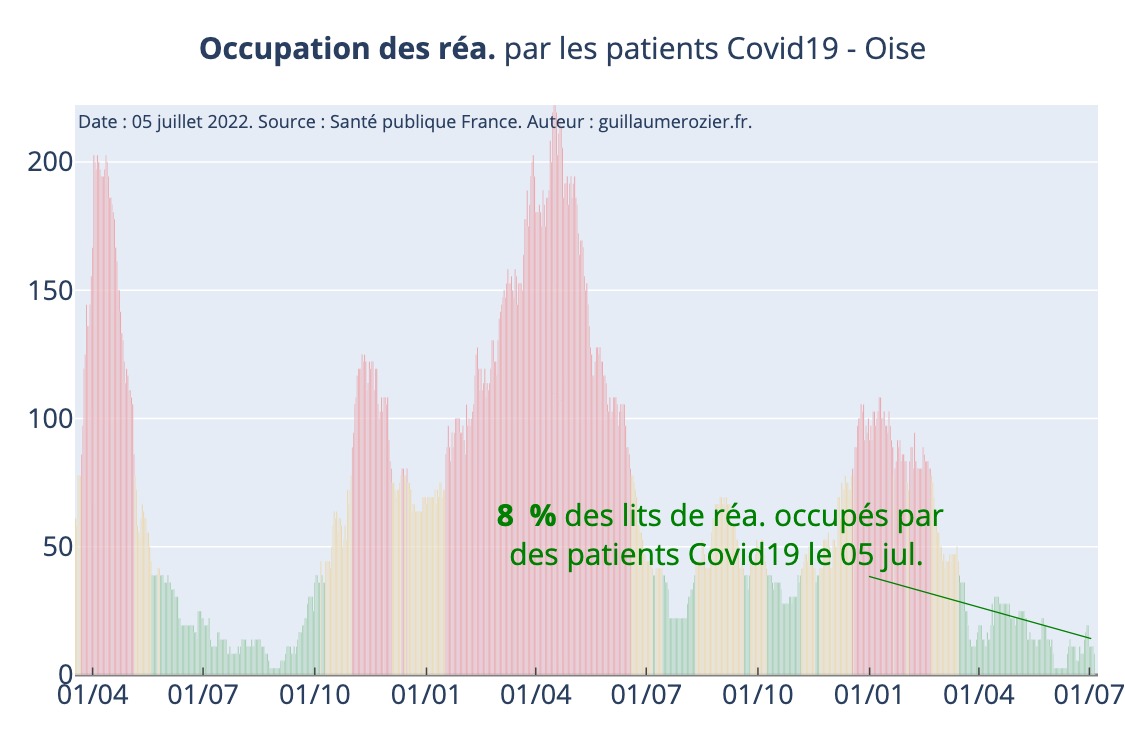 Occupation des réa. par les patients Covid19 - Oise
Date : 05 juillet 2022. Source : Santé publique France. Auteur : guillaumerozier.fr.
200
150
100
50
0
8 % des lits de réa. occupés par
des patients Covid19 le 05 jul.
01/04 01/07 01/10 01/01 01/04 01/07 01/10 01/01 01/04 01/07